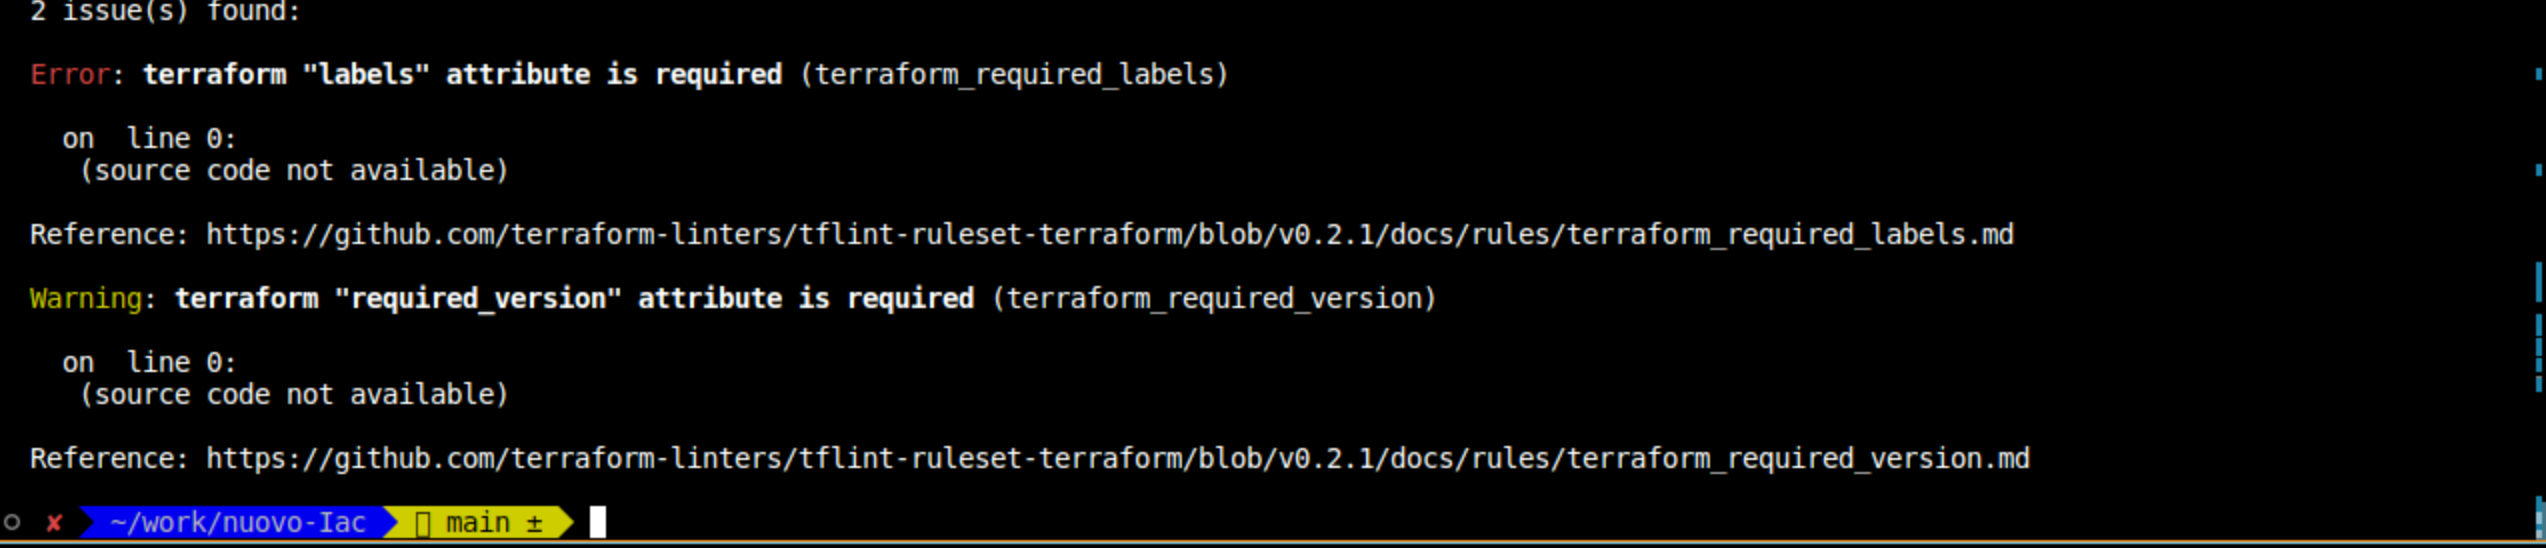 2 issue(s) found:
Error: terraform "labels" attribute is required (terraform_required_labels)
on  line 0:
(source code not available)
Reference: https://github.com/terraform-linters/tflint-ruleset-terraform/blob/v0.2.1/docs/rules/terraform_required_labels.md
Warning: terraform "required_version" attribute is required (terraform_required_version)
on  line 0:
(source code not available)
Reference: https://github.com/terraform-linters/tflint-ruleset-terraform/blob/v0.2.1/docs/rules/terraform_required_version.md
✘ ~/work/nuovo-Iac main ±